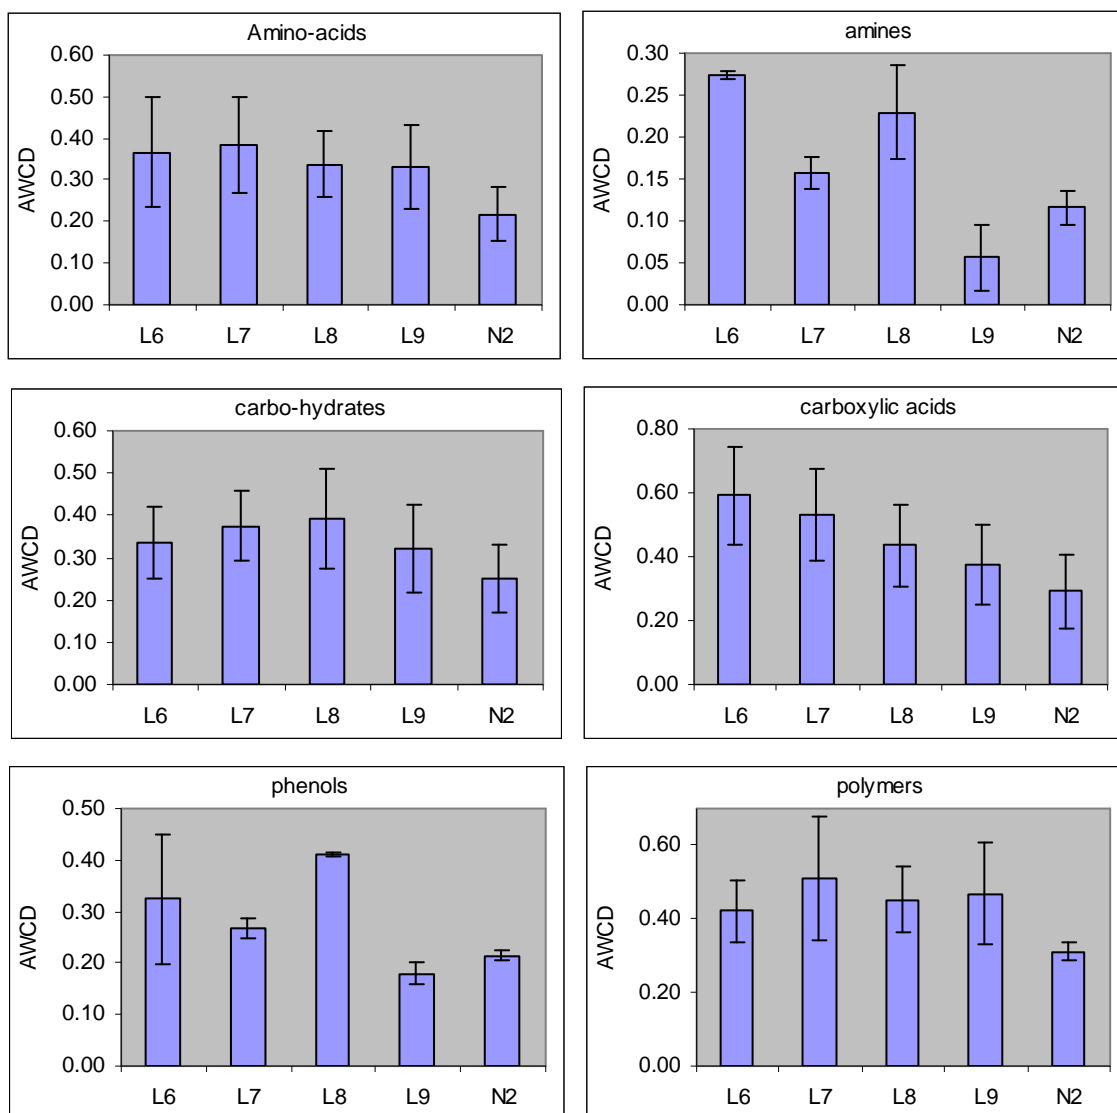 Amino-acids
0.60
0.50
0.40
0.30
0.20
0.10
0.00
AWCD
L6 L7 L8 L9 N2
amines
0.30
0.25
0.20
0.15
0.10
0.05
0.00
AWCD
L6 L7 L8 L9 N2
carbo-hydrates
0.60
0.50
0.40
0.30
0.20
0.10
0.00
AWCD
L6 L7 L8 L9 N2
carboxylic acids
0.80
0.60
0.40
0.20
0.00
AWCD
L6 L7 L8 L9 N2
phenols
0.50
0.40
0.30
0.20
0.10
0.00
AWCD
L6 L7 L8 L9 N2
polymers
0.60
0.40
0.20
0.00
AWCD
L6 L7 L8 L9 N2